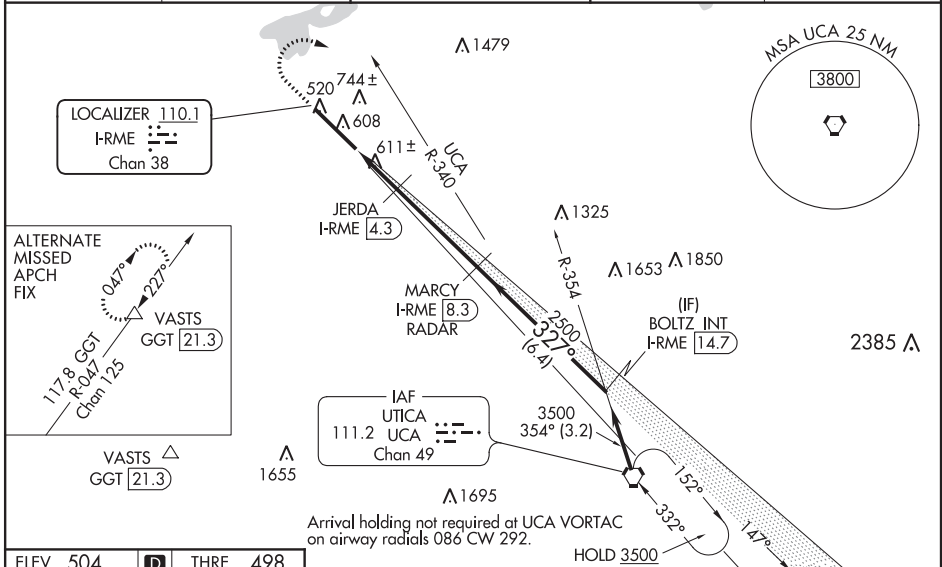 MSA UCA 25 NM
3800
1479
744±
520
608
611±
LOCALIZER 110.1
I-RME
Chan 38
UCA
R-340
JERDA
I-RME 4.3
1325
R-354
1653
1850
ALTERNATE
MISSED
APCH
FIX
047°
227°
VASTS
GGT 21.3
117.8 GGT
R-047
Chan 125
MARCY
I-RME 8.3
RADAR
2500
327°
(6.4)
(IF)
BOLTZ INT
I-RME 14.7
2385
IAF
UTICA
111.2 UCA
Chan 49
3500
354° (3.2)
VASTS
GGT 21.3
1655
1695
152°
332°
147°
Arrival holding not required at UCA VORTAC
on airway radials 086 CW 292.
HOLD 3500
ELEV 504 D THRE 498